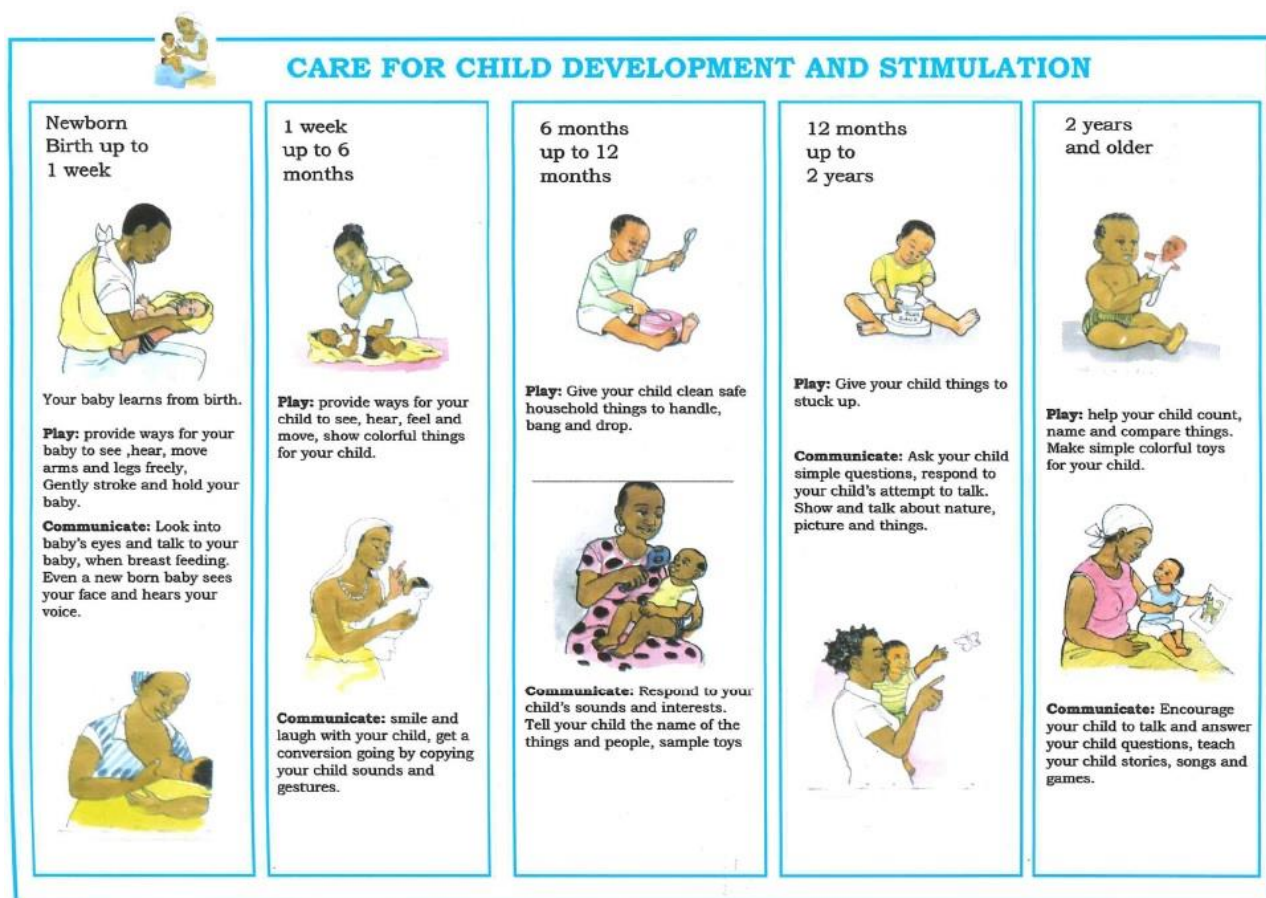 CARE FOR CHILD DEVELOPMENT AND STIMULATION
Newborn
Birth up to
1 week
Your baby learns from birth.
Play: provide ways for your
baby to see ,hear, move
arms and legs freely,
Gently stroke and hold your
baby.
Communicate: Look into
baby's eyes and talk to your
baby, when breast feeding.
Even a new born baby sees
your face and hears your
voice.
1 week
up to 6
months
Play: provide ways for your
child to see, hear, feel and
move, show colorful things
for your child.
Communicate: smile and
laugh with your child, get a
conversion going by copying
your child sounds and
gestures.
6 months
up to 12
months
Play: Give your child clean safe
household things to handle,
bang and drop.
Communicate: Respond to your
child's sounds and interests.
Tell your child the name of the
things and people, sample toys
12 months
up to
2 years
Play: Give your child things to
stuck up.
Communicate: Ask your child
simple questions, respond to
your child's attempt to talk.
Show and talk about nature,
picture and things.
2 years
and older
Play: help your child count,
name and compare things.
Make simple colorful toys
for your child.
Communicate: Encourage
your child to talk and answer
your child questions, teach
your child stories, songs and
games.